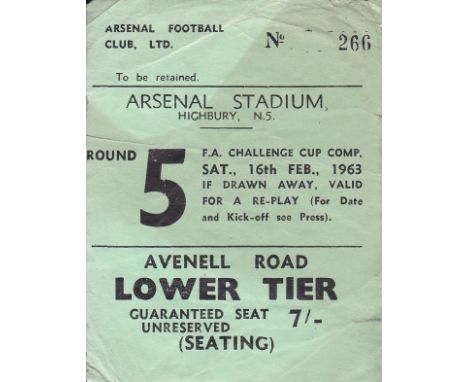 ARSENAL FOOTBALL
CLUB, LTD.
Nº 266
To be retained.
ARSENAL STADIUM,
HIGHBURY, N.5.
ROUND 5
F.A. CHALLENGE CUP COMP.
SAT., 16th FEB., 1963
IF DRAWN AWAY, VALID
FOR A RE-PLAY (For Date
and Kick-off see Press).
AVENELL ROAD
LOWER TIER
GUARANTEED SEAT
UNRESERVED 7/-
(SEATING)